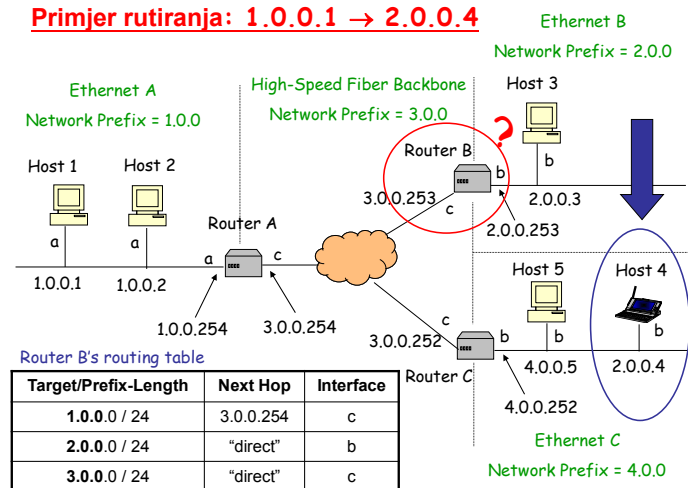 Primjer rutiranja: 1.0.0.1 → 2.0.0.4
Ethernet B
Network Prefix = 2.0.0
Ethernet A
Network Prefix = 1.0.0
High-Speed Fiber Backbone
Network Prefix = 3.0.0
Host 3
?
Router B
b
b
Host 1
Host 2
3.0.0.253
c
2.0.0.3
2.0.0.253
Router A
a
a
a
c
1.0.0.1
1.0.0.2
Host 5
Host 4
c
1.0.0.254
3.0.0.254
3.0.0.252
b
b
b
Router C
4.0.0.5
2.0.0.4
4.0.0.252
Router B's routing table
Target/Prefix-Length Next Hop Interface
1.0.0.0 / 24 3.0.0.254 c
2.0.0.0 / 24 “direct” b
3.0.0.0 / 24 “direct” c
Ethernet C
Network Prefix = 4.0.0